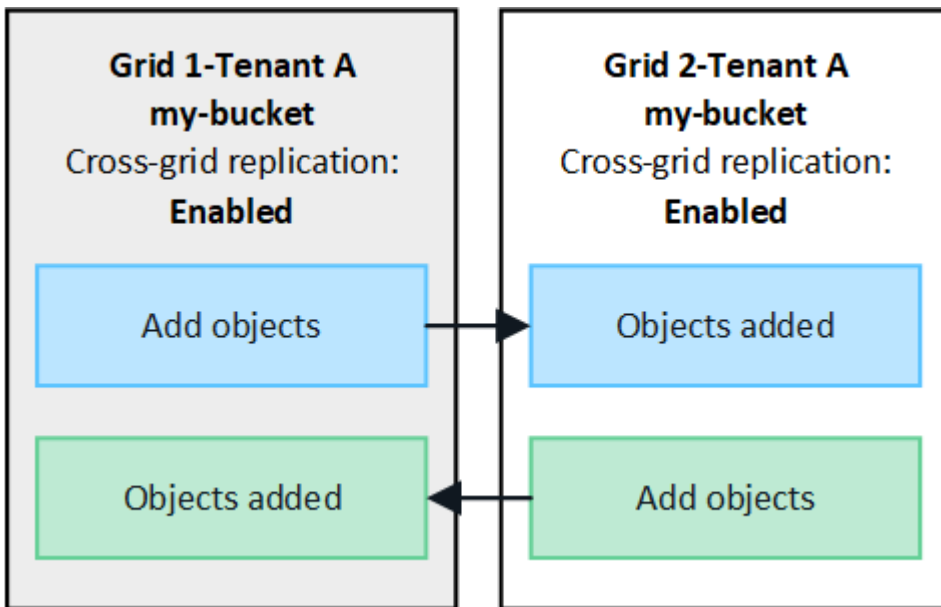 Grid 1-Tenant A
my-bucket
Cross-grid replication:
Enabled
Add objects
Objects added
Grid 2-Tenant A
my-bucket
Cross-grid replication:
Enabled
Objects added
Add objects